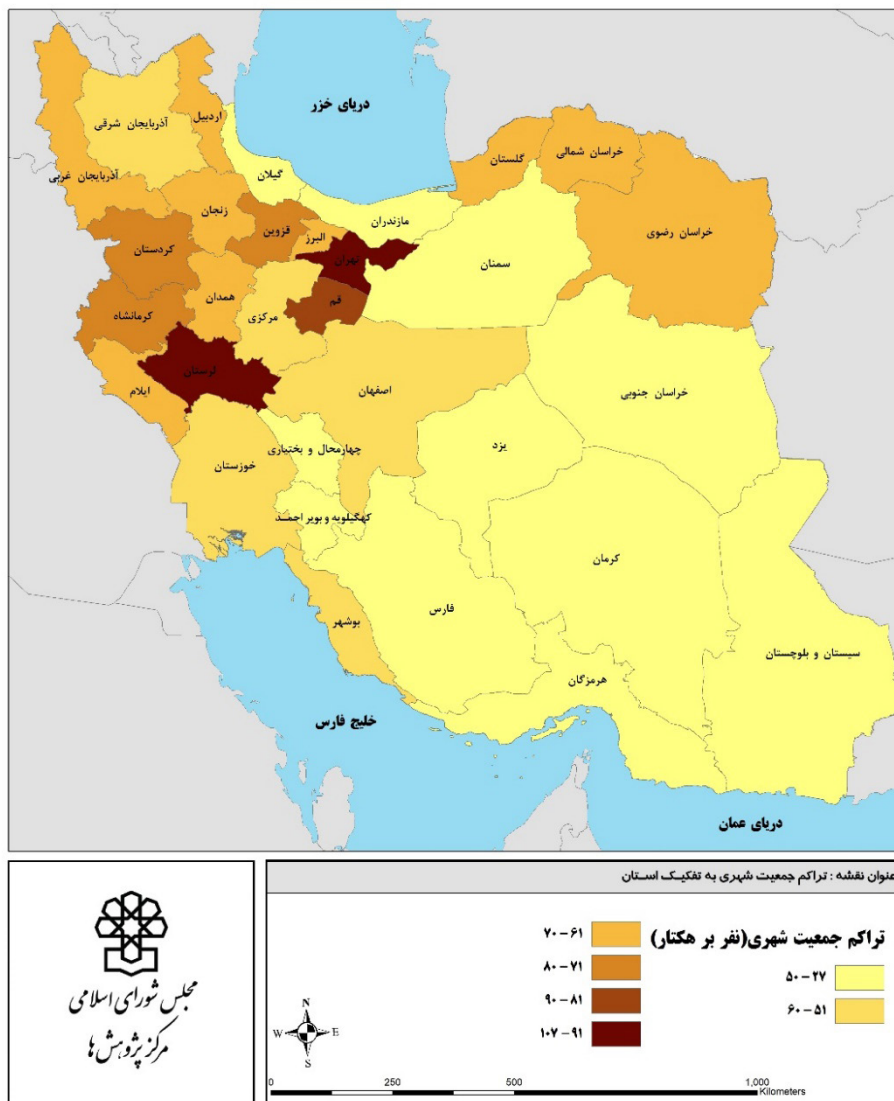 دریای خزر
اردبیل
آذربایجان شرقی
خراسان شمالی
گلستان
آذربایجان غربی
گیلان
زنجان
مازندران
خراسان رضوی
قزوین
البرز
کردستان
تهران
سمنان
همدان
قم
کرمانشاه
مرکزی
لرستان
ایلام
اصفهان
خراسان جنوبی
چهارمحال و بختیاری
یزد
خوزستان
کهگیلویه و بویر احمد
کرمان
فارس
بوشهر
سیستان و بلوچستان
هرمزگان
خلیج فارس
دریای عمان
عنوان نقشه : تراکم جمعیت شهری به تفکیک استان
تراکم جمعیت شهری(نفر بر هکتار)
۵۰-۲۷
۶۰-۵۱
۷۰-۶۱
۸۰-۷۱
۹۰-۸۱
۱۰۷-۹۱
N
W E
S
0 250 500 1,000
Kilometers
مجلس شورای اسلامی
مرکز پژوهش ها